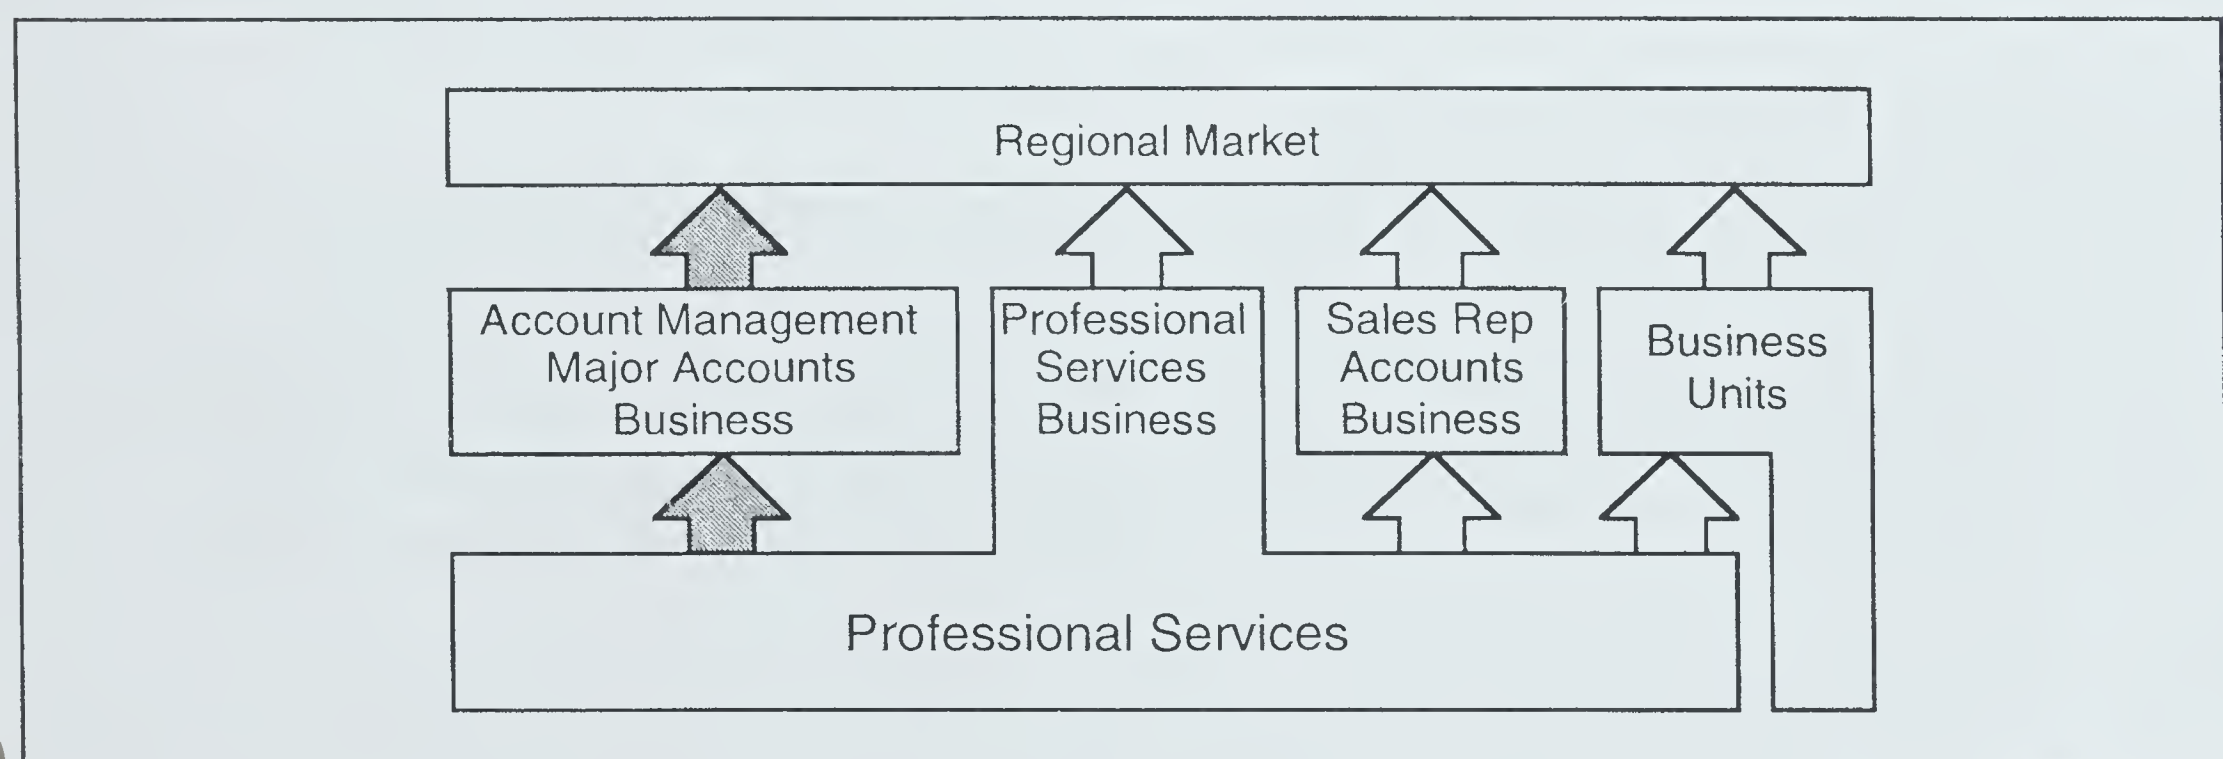 Regional Market
Account Management
Major Accounts
Business
Professional
Services
Business
Sales Rep
Accounts
Business
Business
Units
Professional Services